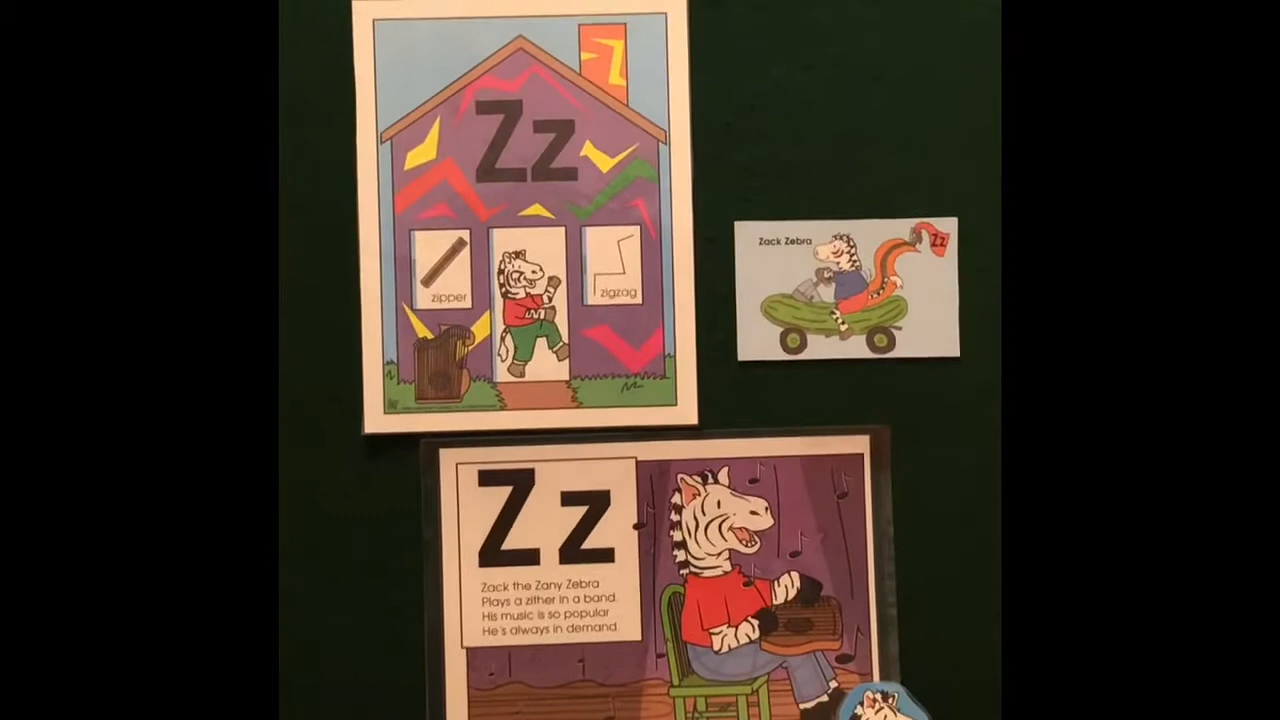 Zz
zipper
zigzag
Zack Zebra
Zz
Zz
Zack the Zany Zebra
Plays a zither in a band.
His music is so popular
He's always in demand.